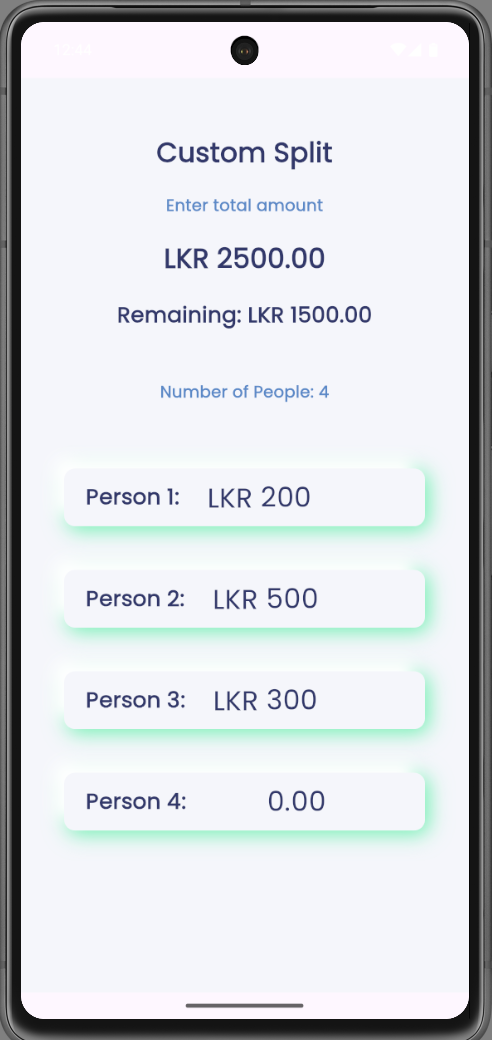 Custom Split
Enter total amount
LKR 2500.00
Remaining: LKR 1500.00
Number of People: 4
Person 1: LKR 200
Person 2: LKR 500
Person 3: LKR 300
Person 4: 0.00